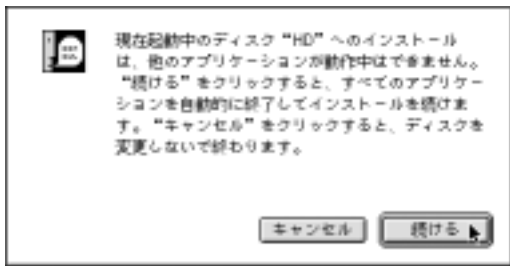 現在起動中のディスク“HD”へのインストール
は、他のアプリケーションが動作中はできません。
“続ける”をクリックすると、すべてのアプリケー
ションを自動的に終了してインストールを続けま
す。“キャンセル”をクリックすると、ディスクを
変更しないで終わります。
キャンセル
続ける